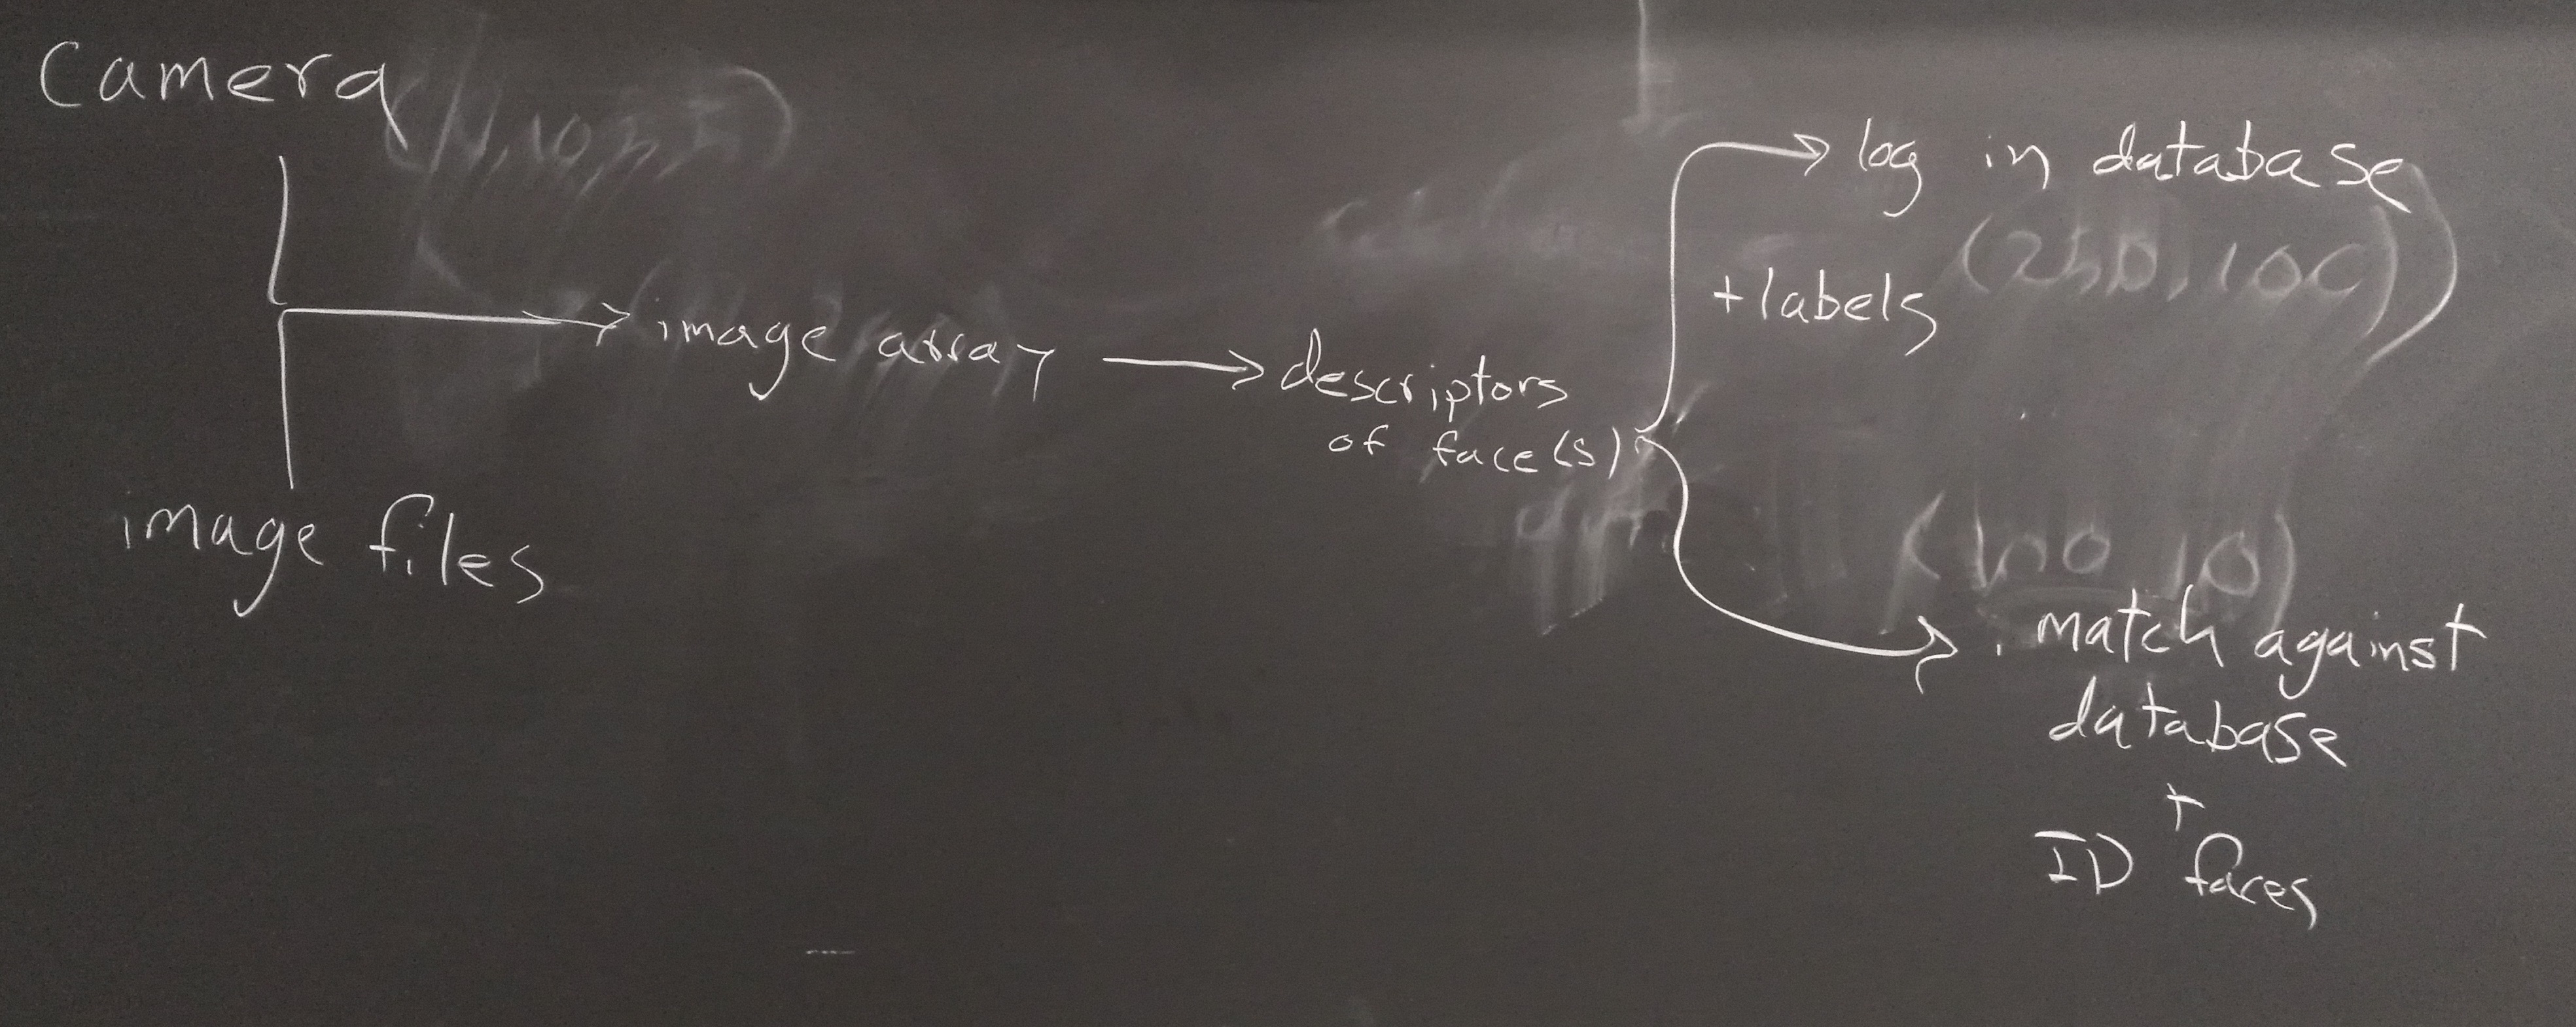 Camera
image files
image array
descriptors
of face(s)
log in database
+labels
match against
database
+
ID faces